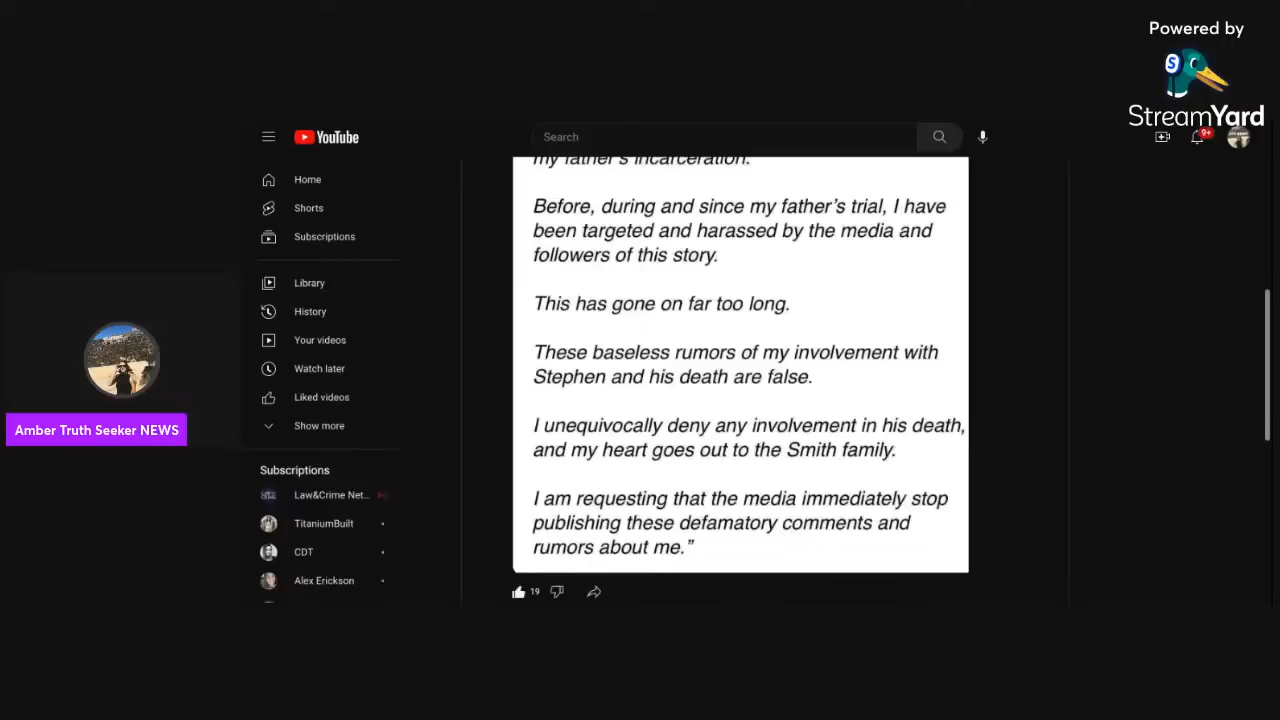 Powered by
StreamYard
YouTube
Search
9+
Home
Shorts
Subscriptions
Library
History
Your videos
Watch later
Liked videos
Show more
Subscriptions
Law&Crime Net...
TitaniumBuilt
CDT
Alex Erickson
Amber Truth Seeker NEWS
my father's incarceration.
Before, during and since my father's trial, I have
been targeted and harassed by the media and
followers of this story.
This has gone on far too long.
These baseless rumors of my involvement with
Stephen and his death are false.
I unequivocally deny any involvement in his death,
and my heart goes out to the Smith family.
I am requesting that the media immediately stop
publishing these defamatory comments and
rumors about me.”
19